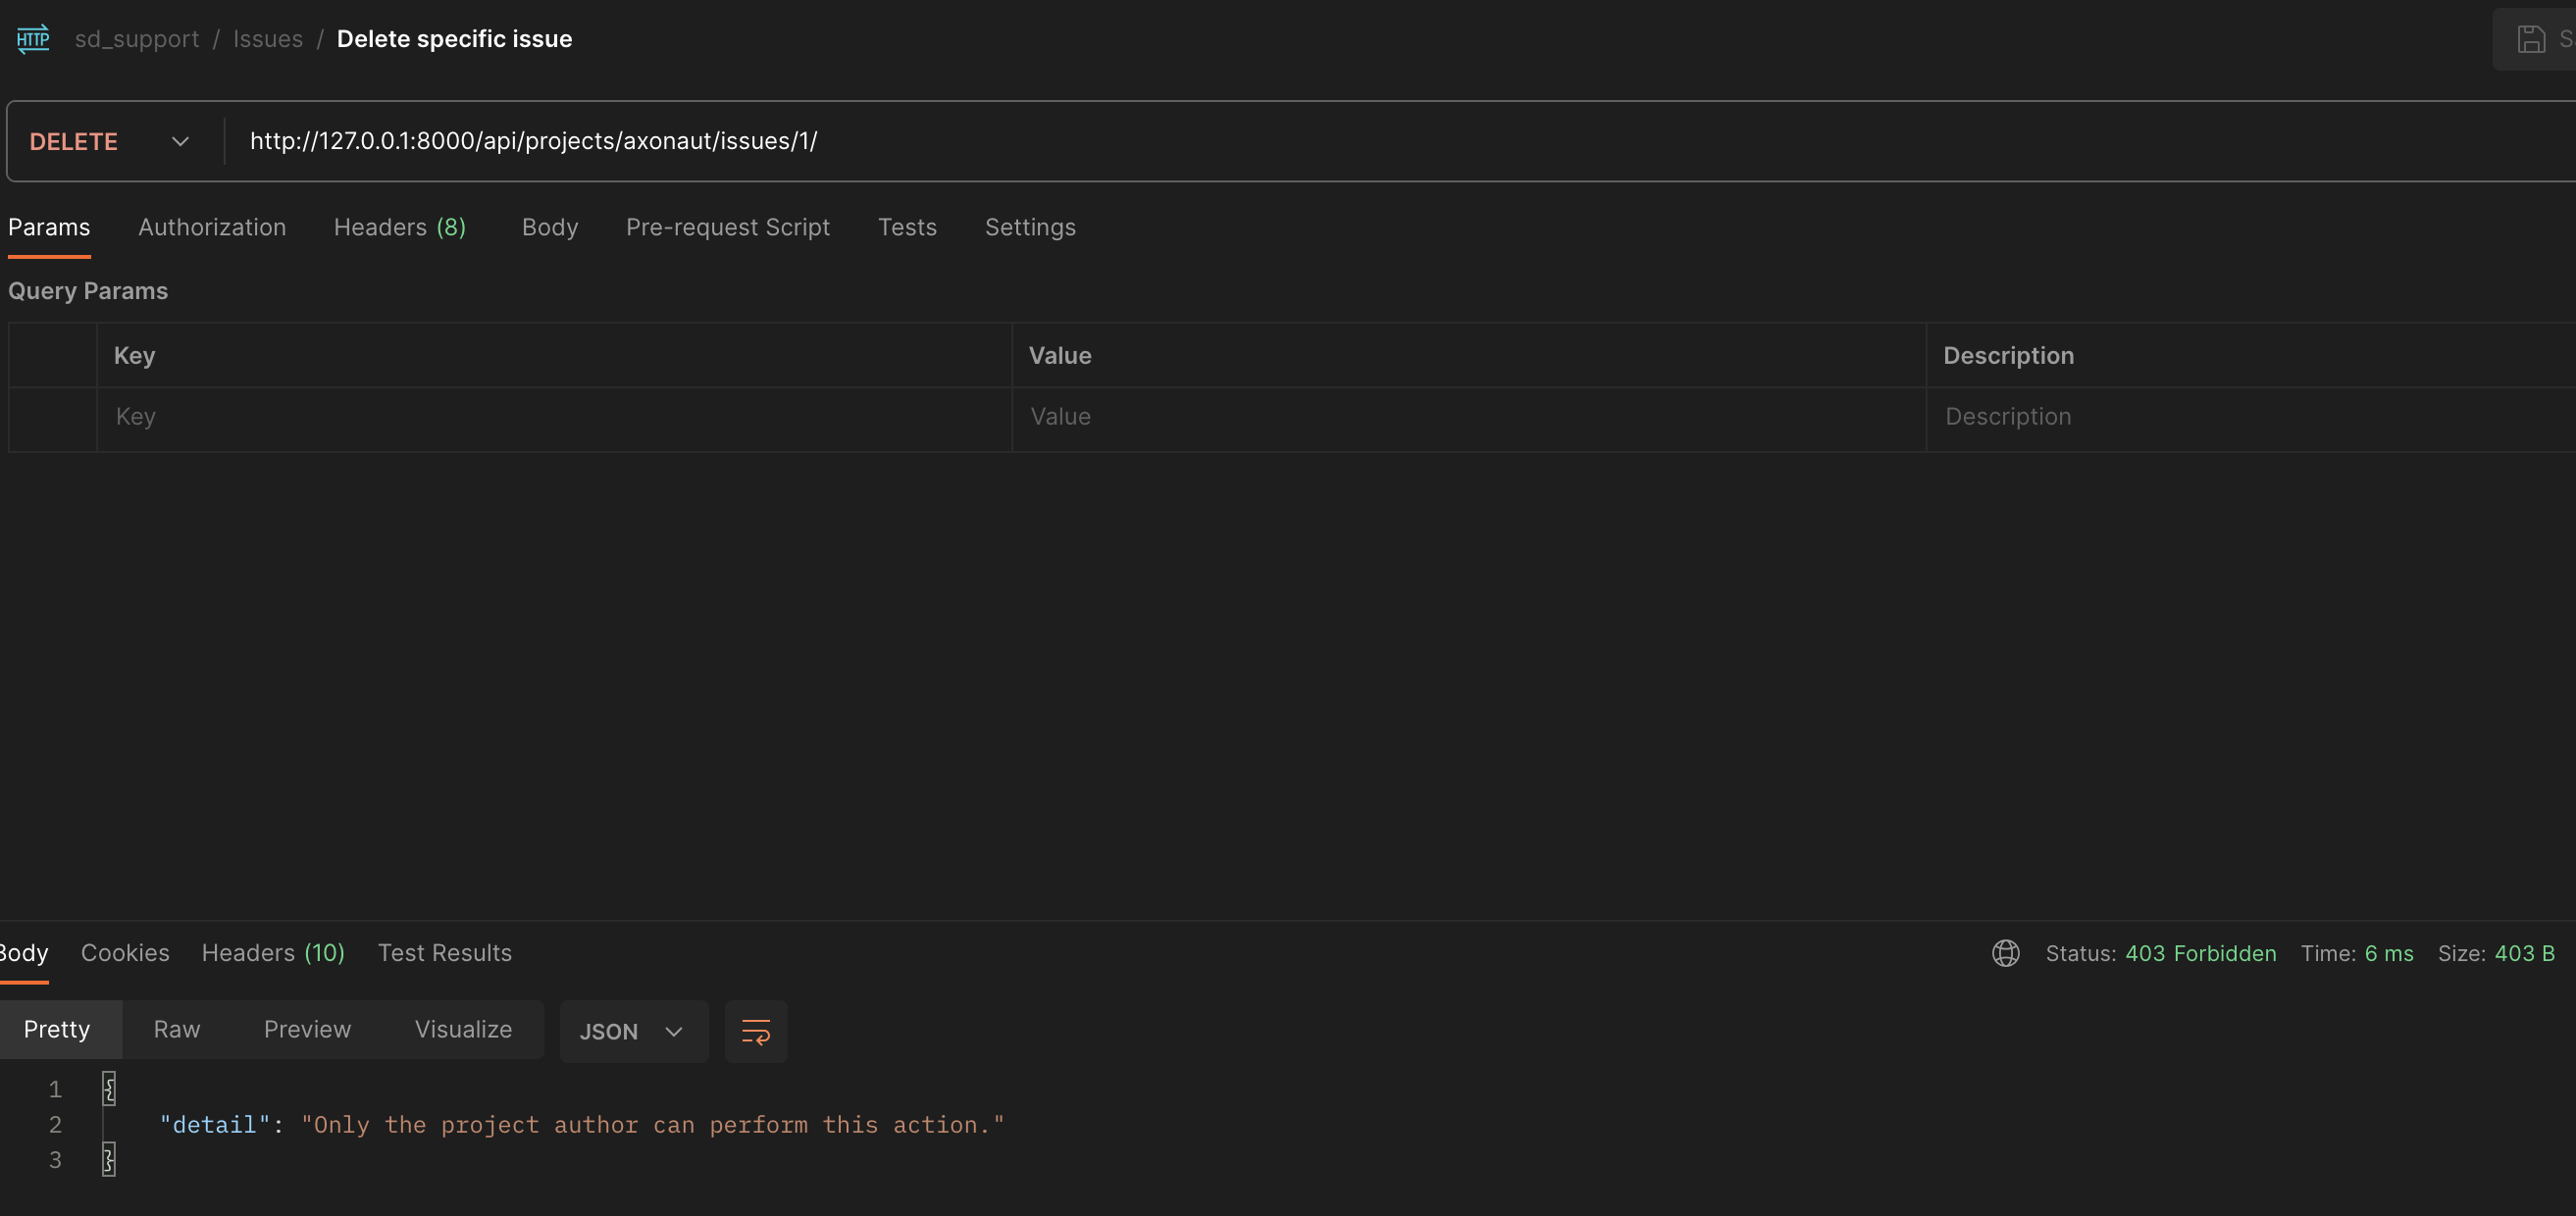 HTTP sd_support / Issues / Delete specific issue
DELETE http://127.0.0.1:8000/api/projects/axonaut/issues/1/
Params Authorization Headers (8) Body Pre-request Script Tests Settings
Query Params
Key Value Description
Key Value Description
Body Cookies Headers (10) Test Results Status: 403 Forbidden Time: 6 ms Size: 403 B
Pretty Raw Preview Visualize JSON
1 {
2 "detail": "Only the project author can perform this action."
3 }